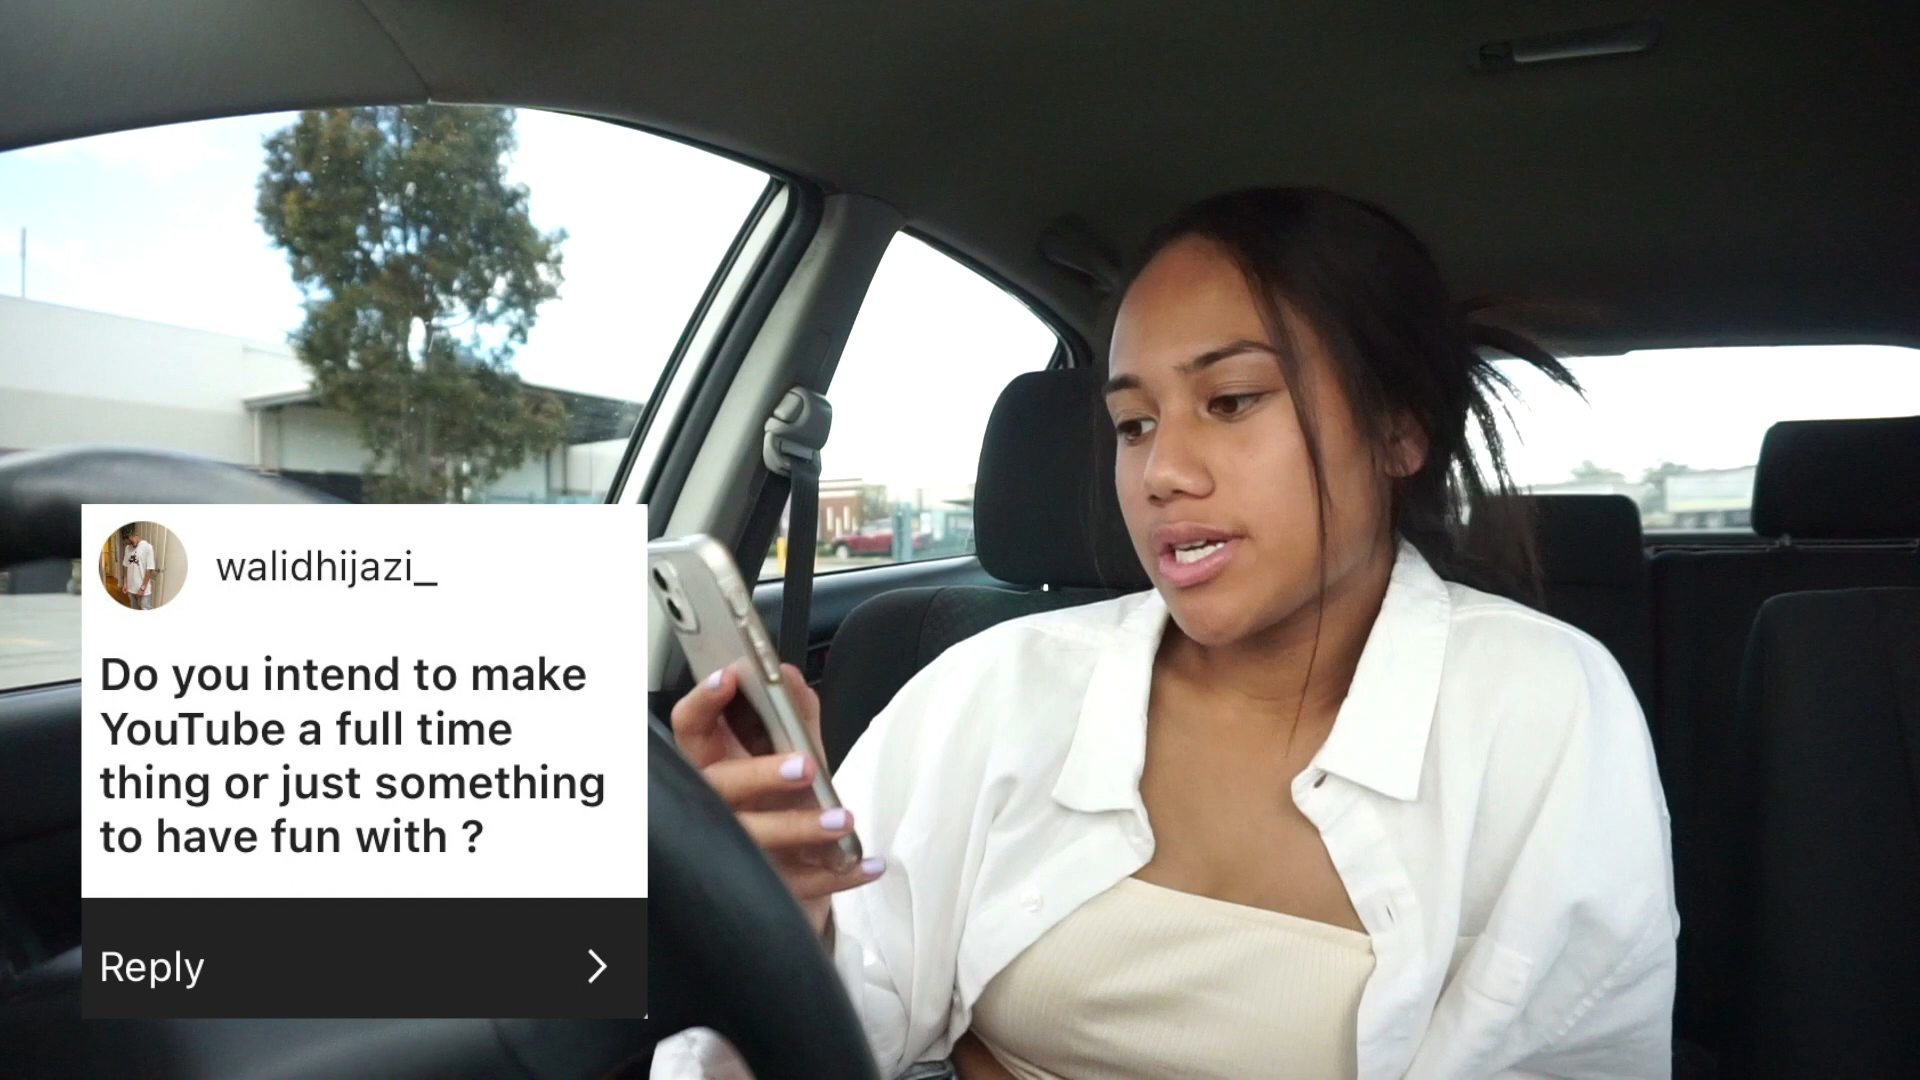 walidhijazi_
Do you intend to make
YouTube a full time
thing or just something
to have fun with ?
Reply